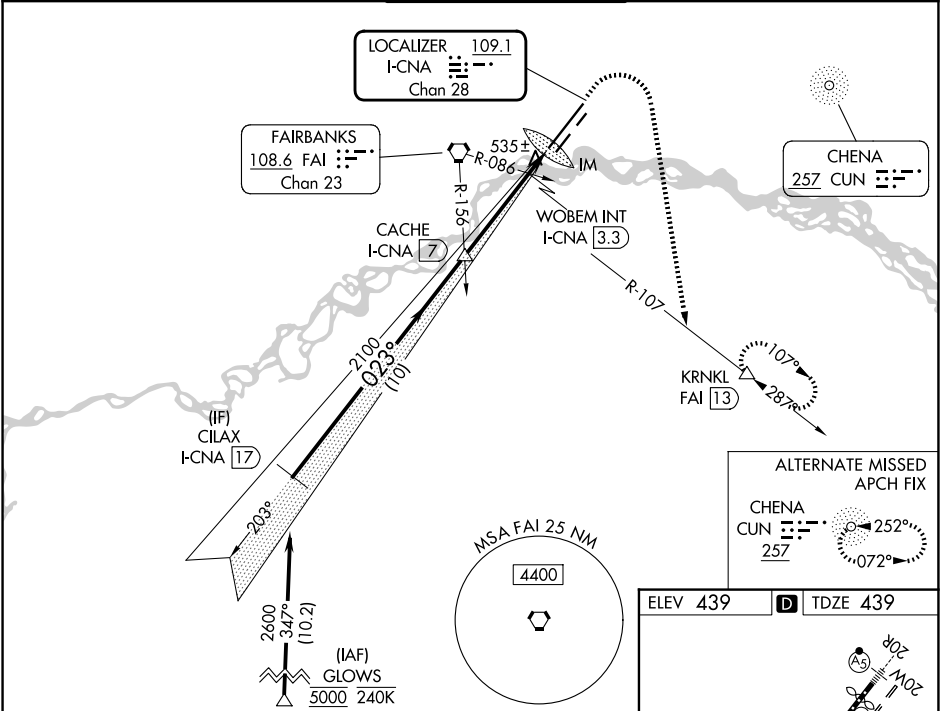 LOCALIZER 109.1
I-CNA
Chan 28
FAIRBANKS
108.6 FAI
Chan 23
CHENA
257 CUN
535±
R-086
IM
R-156
WOBEM INT
I-CNA 3.3
CACHE
I-CNA 7
R-107
2100
023°
(10)
KRNKL
FAI 13
107°
287°
(IF)
CILAX
I-CNA 17
203°
ALTERNATE MISSED
APCH FIX
CHENA
CUN
257
252°
072°
MSA FAI 25 NM
4400
2600
347°
(10.2)
(IAF)
GLOWS
5000 240K
ELEV 439 D TDZE 439
A5
20R
20W